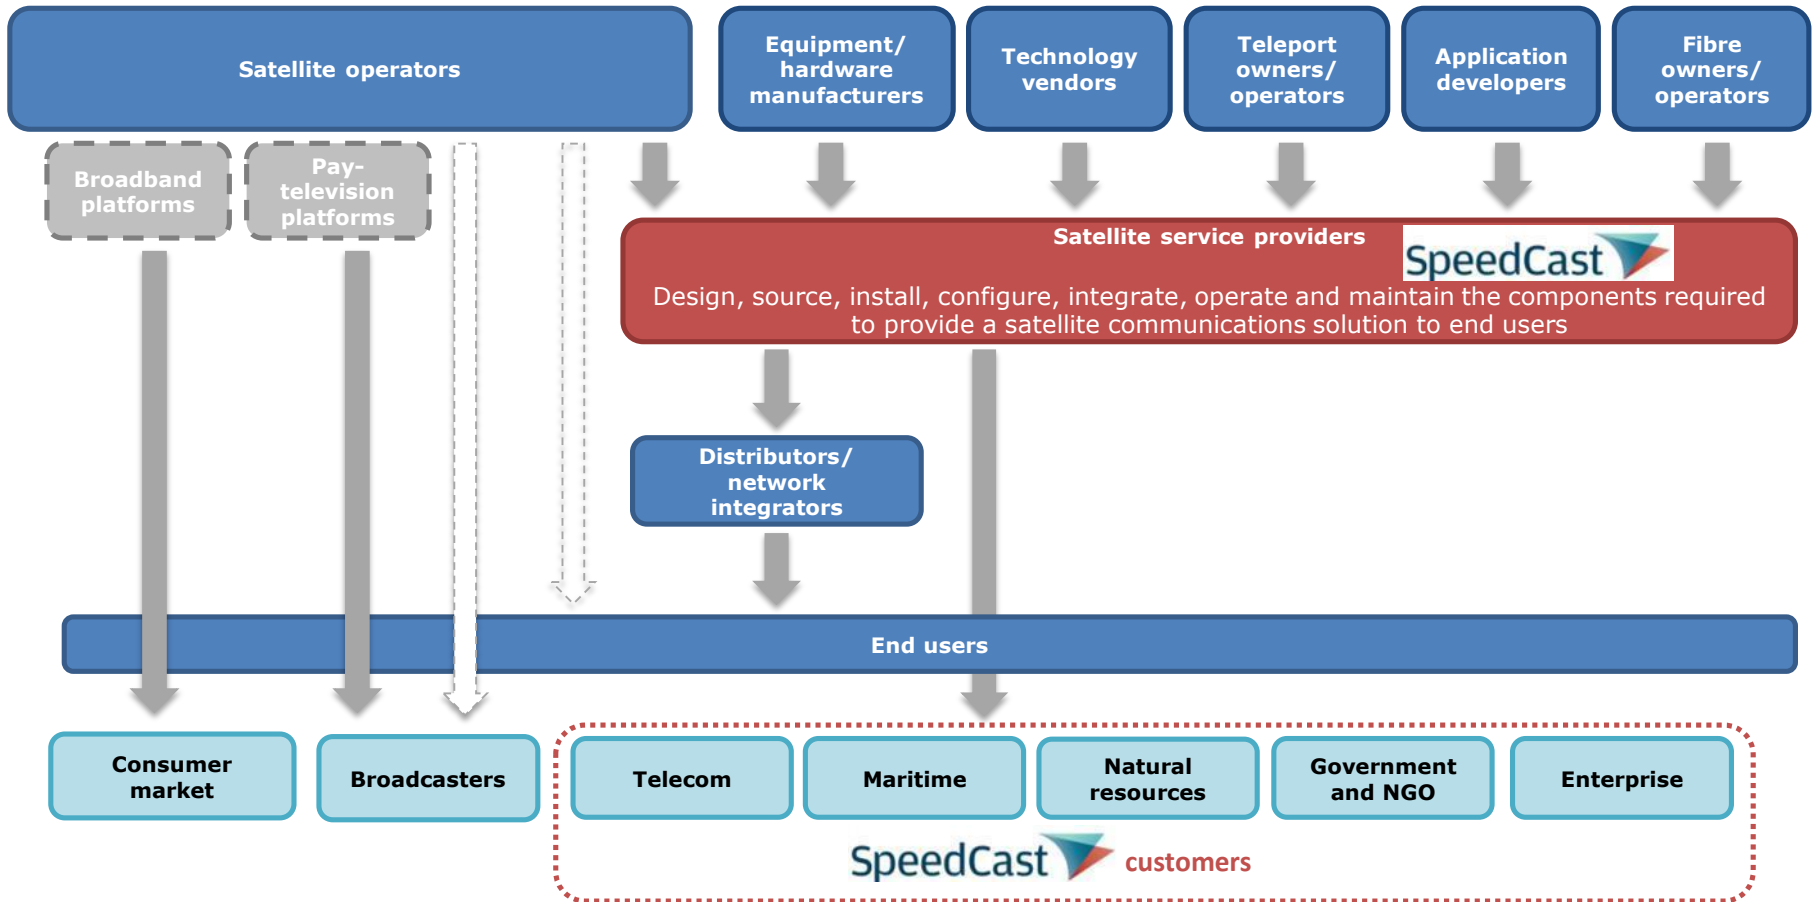 Satellite operators
Equipment/
hardware
manufacturers
Technology
vendors
Teleport
owners/
operators
Application
developers
Fibre
owners/
operators
Broadband
platforms
Pay-
television
platforms
Satellite service providers
SpeedCast
Design, source, install, configure, integrate, operate and maintain the components required
to provide a satellite communications solution to end users
Distributors/
network
integrators
End users
Consumer
market
Broadcasters
Telecom
Maritime
Natural
resources
Government
and NGO
Enterprise
SpeedCast customers